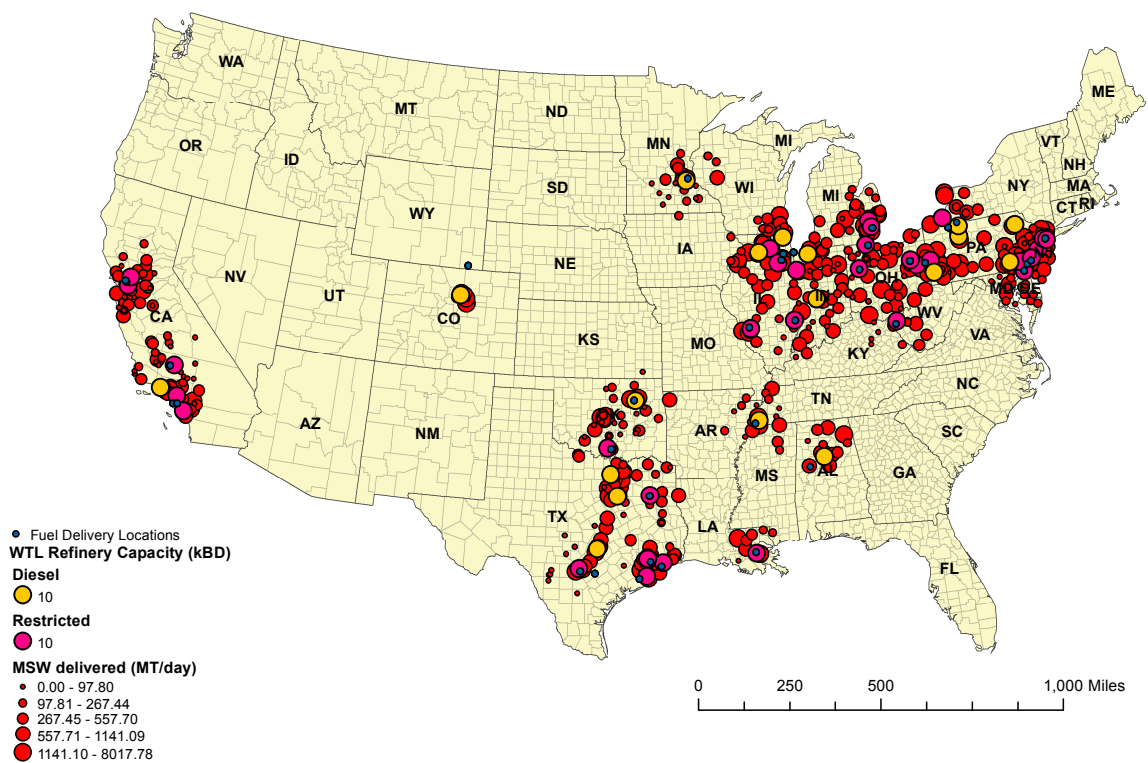 WA
ME
MT
ND
VT
OR
MN
MI
NH
ID
NY
MA
SD
WI
CT
RI
MI
WY
PA
IA
NE
NV
OH
UT
IL
IN
MD
DE
CO
WV
CA
VA
KS
MO
KY
NC
TN
AZ
NM
AR
SC
MS
AL
GA
TX
LA
FL
Fuel Delivery Locations
WTL Refinery Capacity (kBD)
Diesel
10
Restricted
10
MSW delivered (MT/day)
0.00 - 97.80
97.81 - 267.44
267.45 - 557.70
557.71 - 1141.09
1141.10 - 8017.78
0 250 500 1,000 Miles